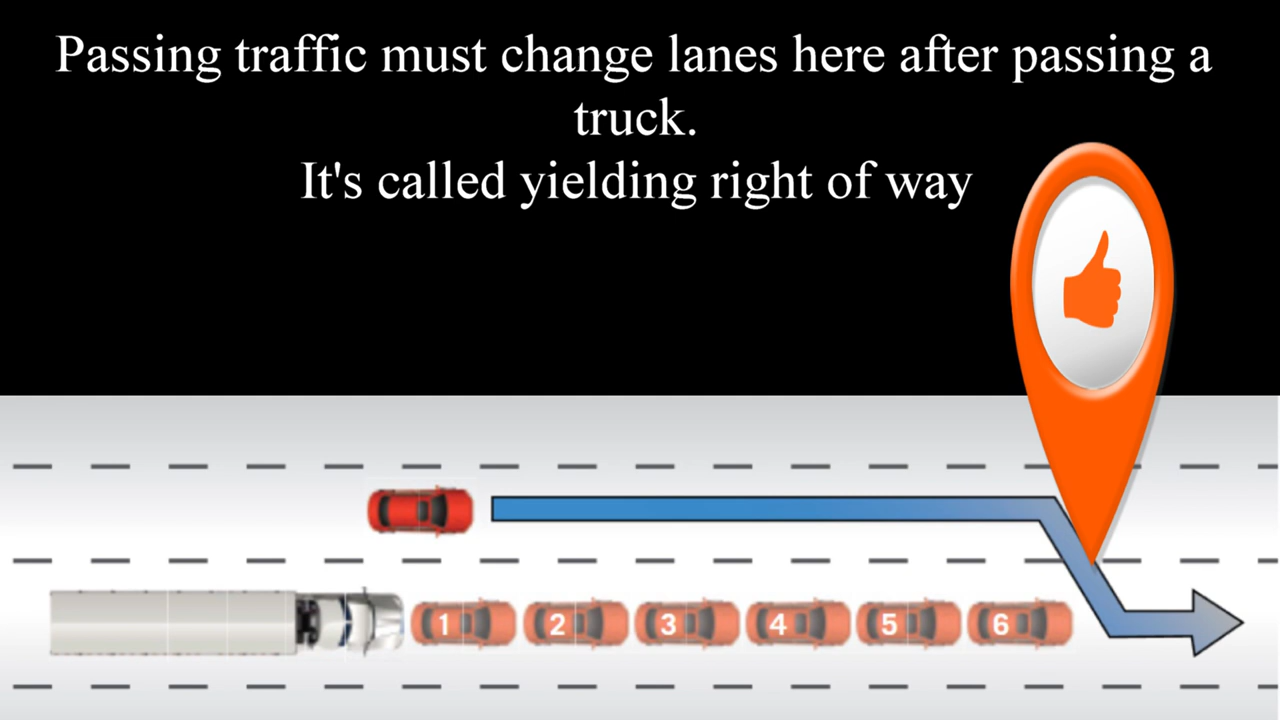 Passing traffic must change lanes here after passing a
truck.
It's called yielding right of way
1 2 3 4 5 6